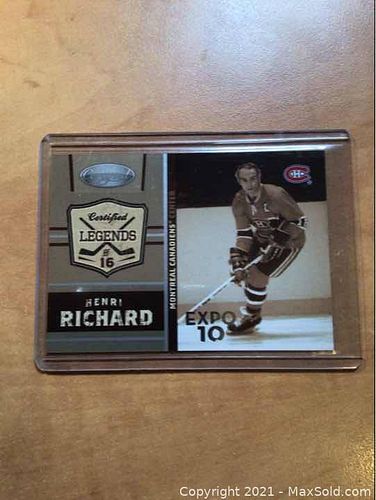 Certified
LEGENDS
# 16
HENRI
RICHARD
MONTREAL CANADIENS CENTER
EXPO
10
Copyright 2021 - MaxSold.com